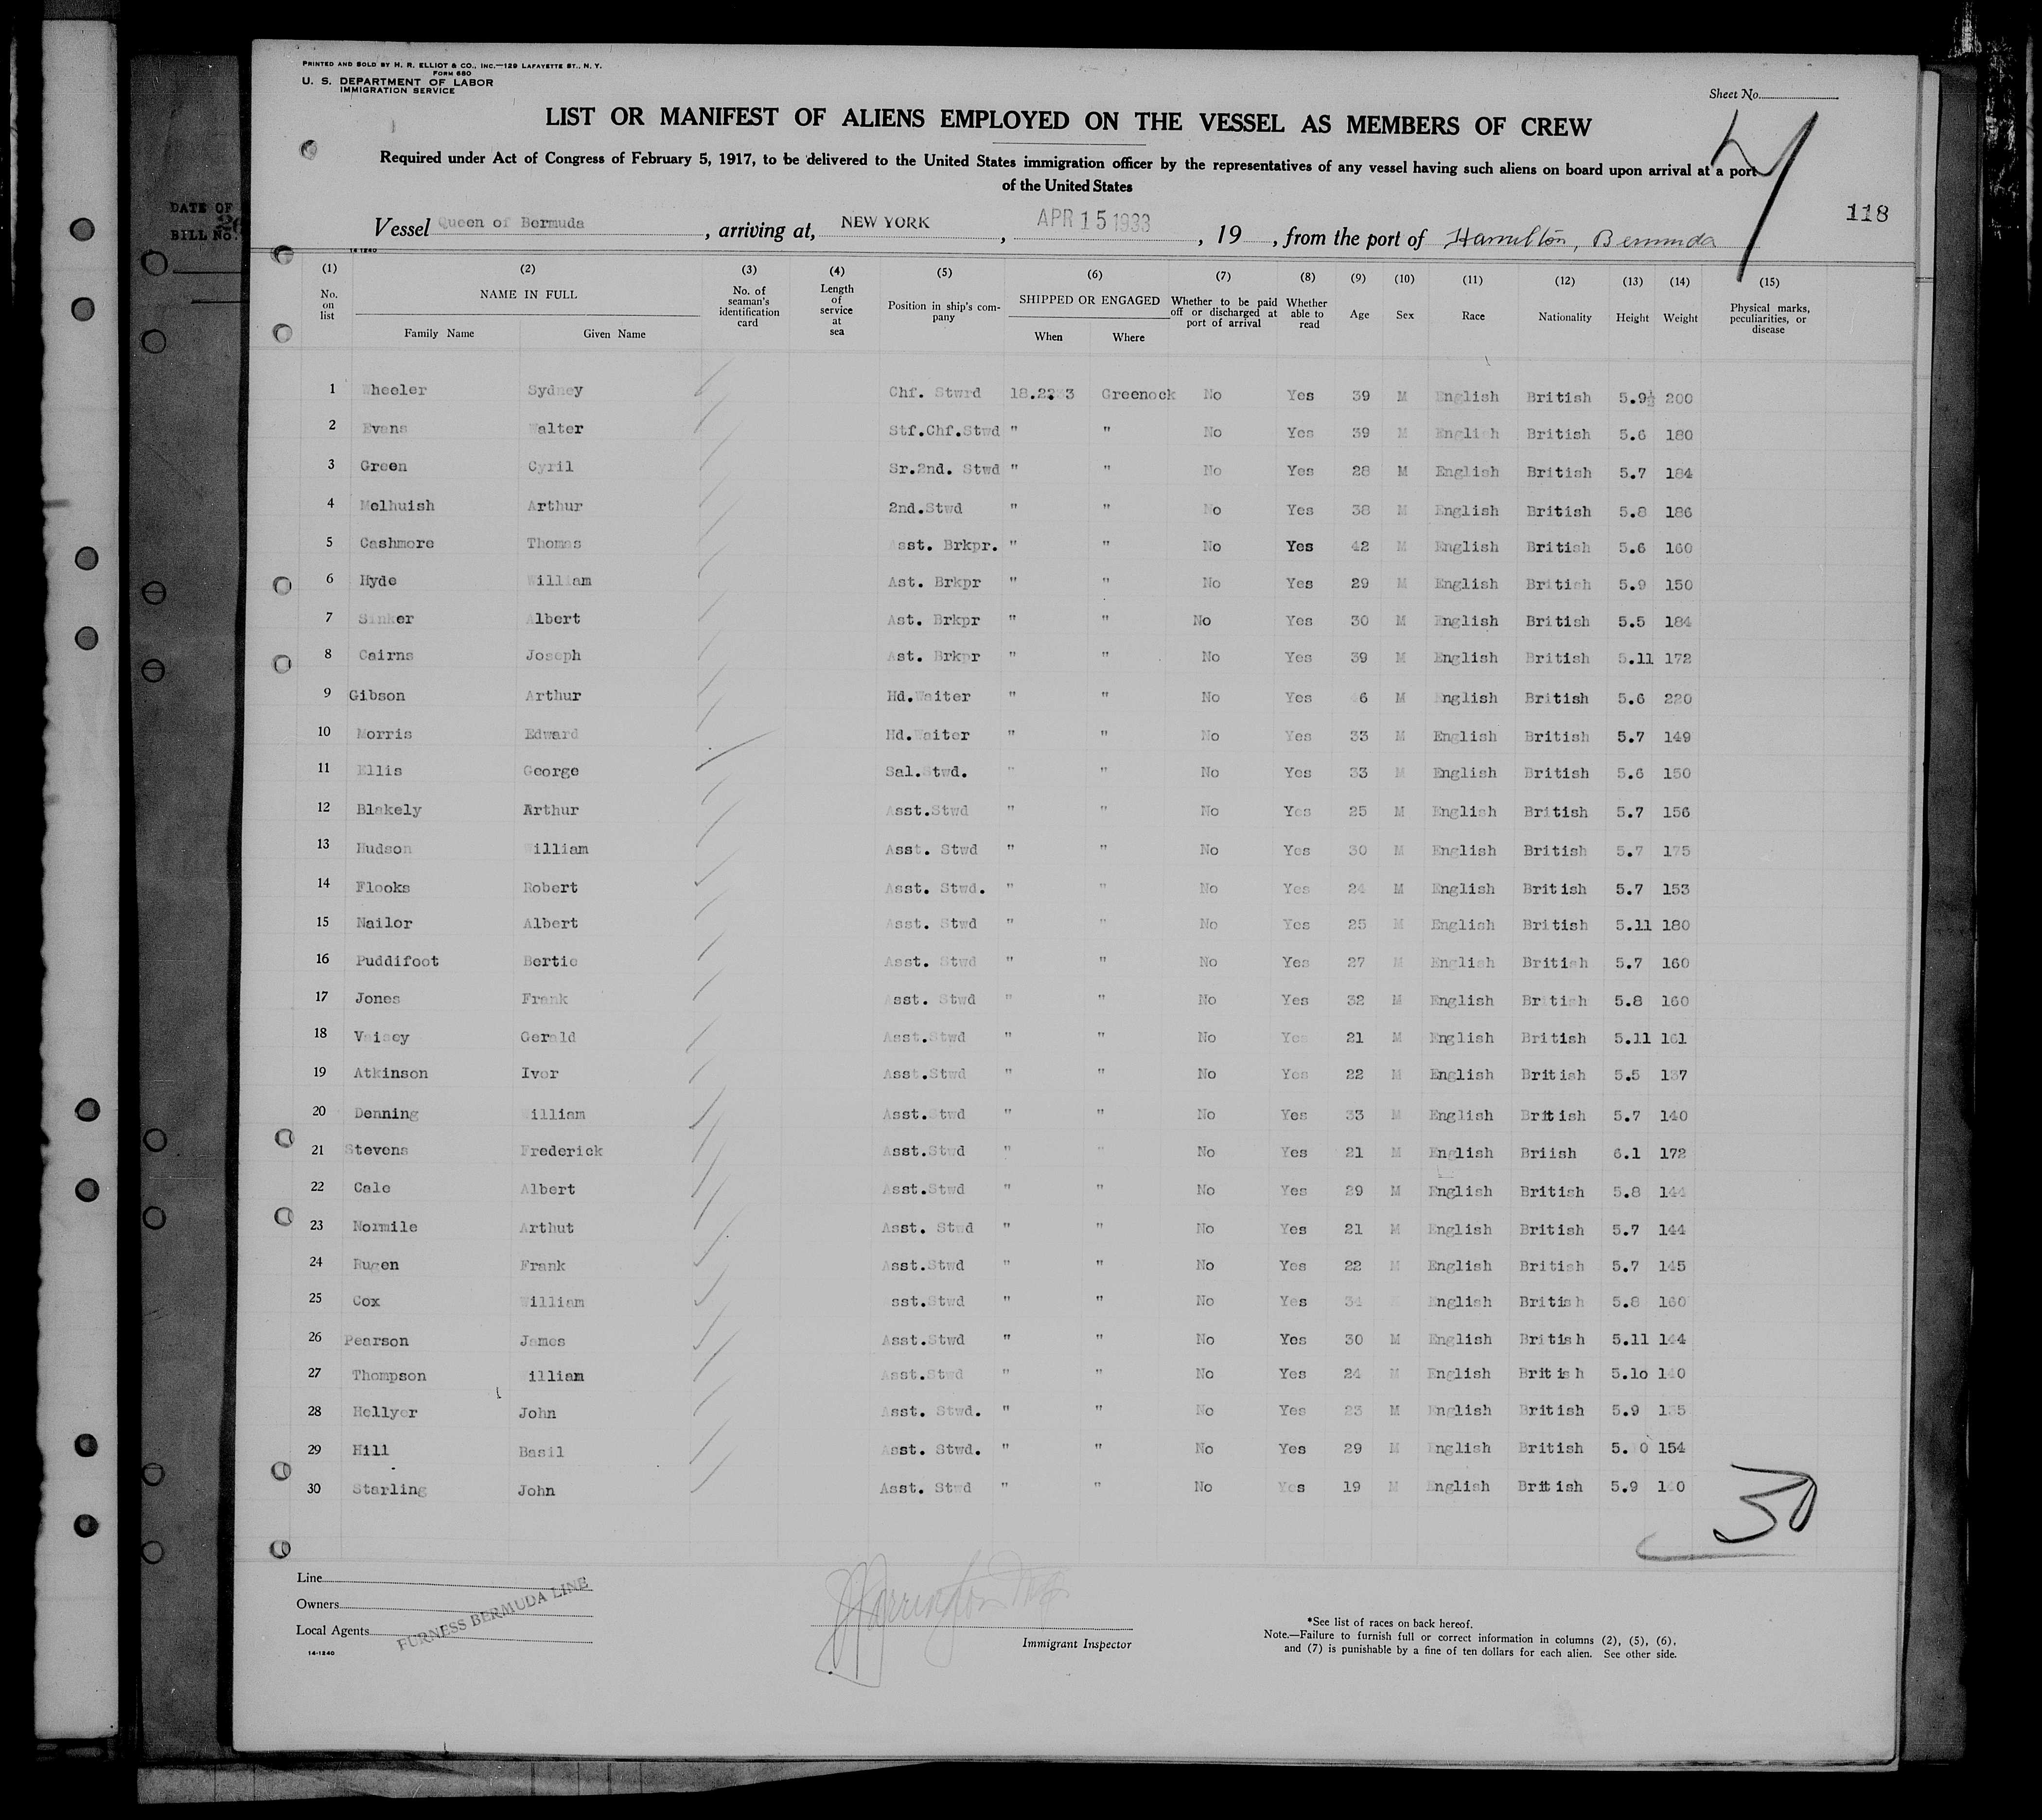 PRINTED AND SOLD BY H. R. ELLIOT & CO., INC.—129 LAFAYETTE ST., N. Y.
FORM 680
U. S. DEPARTMENT OF LABOR
IMMIGRATION SERVICE
Sheet No.
LIST OR MANIFEST OF ALIENS EMPLOYED ON THE VESSEL AS MEMBERS OF CREW
Required under Act of Congress of February 5, 1917, to be delivered to the United States immigration officer by the representatives of any vessel having such aliens on board upon arrival at a port
of the United States
118
DATE OF
BILL No.
Vessel Queen of Bermuda, arriving at, NEW YORK, APR 15 1933, 19 , from the port of Hamilton, Bermuda
14 1240
(1) (2) (3) (4) (5) (6) (7) (8) (9) (10) (11) (12) (13) (14) (15)
No. on list NAME IN FULL Family Name Given Name No. of seaman's identification card Length of service at sea Position in ship's company SHIPPED OR ENGAGED When Where Whether to be paid off or discharged at port of arrival Whether able to read Age Sex Race Nationality Height Weight Physical marks, peculiarities, or disease
1 Wheeler Sydney Chf. Stwrd Greenock No Yes 39 M English British 5.9½ 200
2 Evans Walter Stf.Chf.Stwd " " No Yes 39 M English British 5.6 180
3 Green Cyril Sr.2nd. Stwd " " No Yes 28 M English British 5.7 184
4 Melhuish Arthur 2nd.Stwd " " No Yes 38 M English British 5.8 186
5 Cashmore Thomas Asst. Brkpr. " " No Yes 42 M English British 5.6 160
6 Hyde William Ast. Brkpr " " No Yes 29 M English British 5.9 150
7 Sinker Albert Ast. Brkpr " " No Yes 30 M English British 5.5 184
8 Cairns Joseph Ast. Brkpr " " No Yes 39 M English British 5.11 172
9 Gibson Arthur Hd.Waiter " " No Yes 6 M English British 5.6 220
10 Morris Edward Hd.Waiter " " No Yes 33 M English British 5.7 149
11 Ellis George Sal.Stwd. " " No Yes 33 M English British 5.6 150
12 Blakely Arthur Asst.Stwd " " No Yes 25 M English British 5.7 156
13 Hudson William Asst. Stwd " " No Yes 30 M English British 5.7 175
14 Flooks Robert Asst. Stwd. " " No Yes 24 M English British 5.7 153
15 Nailor Albert Asst. Stwd " " No Yes 25 M English British 5.11 180
16 Puddifoot Bertie Asst. Stwd " " No Yes 27 M English British 5.7 160
17 Jones Frank Asst. Stwd " " No Yes 32 M English British 5.8 160
18 Vaisey Gerald Asst.Stwd " " No Yes 21 M English British 5.11 161
19 Atkinson Ivor Asst.Stwd " " No Yes 22 M English British 5.5 137
20 Denning William Asst.Stwd " " No Yes 33 M English British 5.7 140
21 Stevens Frederick Asst.Stwd " " No Yes 21 M English Briish 6.1 172
22 Cale Albert Asst.Stwd " " No Yes 29 M English British 5.8 144
23 Normile Arthut Asst. Stwd " " No Yes 21 M English British 5.7 144
24 Rugen Frank Asst.Stwd " " No Yes 22 M English British 5.7 145
25 Cox William Asst.Stwd " " No Yes 34 English British 5.8 160
26 Pearson James Asst.Stwd " " No Yes 30 M English British 5.11 144
27 Thompson William Asst.Stwd " " No Yes 24 M English British 5.10 140
28 Hellyer John Asst. Stwd. " " No Yes 23 M English British 5.9 135
29 Hill Basil Asst. Stwd. " " No Yes 29 M English British 5.10 154
30 Starling John Asst. Stwd " " No Yes 19 M English British 5.9
30
Line
Owners
Local Agents
FURNESS BERMUDA LINE
14-1240
Immigrant Inspector
*See list of races on back hereof.
Note.—Failure to furnish full or correct information in columns (2), (5), (6),
and (7) is punishable by a fine of ten dollars for each alien. See other side.